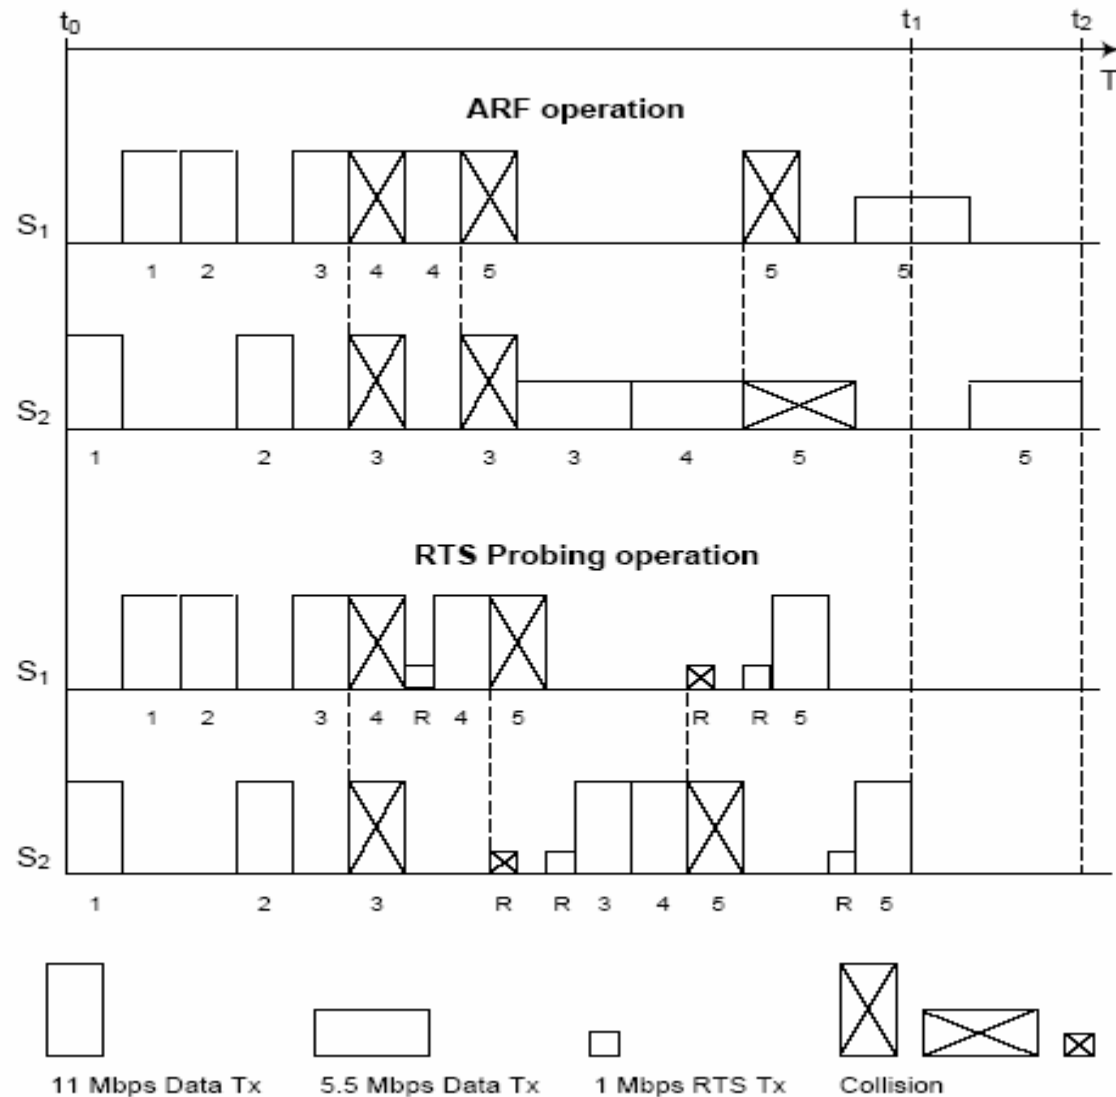 t0 t1 t2
T
ARF operation
S1
1 2 3 4 4 5 5 5
S2
1 2 3 3 3 4 5 5
RTS Probing operation
S1
1 2 3 4 R 4 5 R R 5
S2
1 2 3 R R 3 4 5 R 5
11 Mbps Data Tx 5.5 Mbps Data Tx 1 Mbps RTS Tx Collision